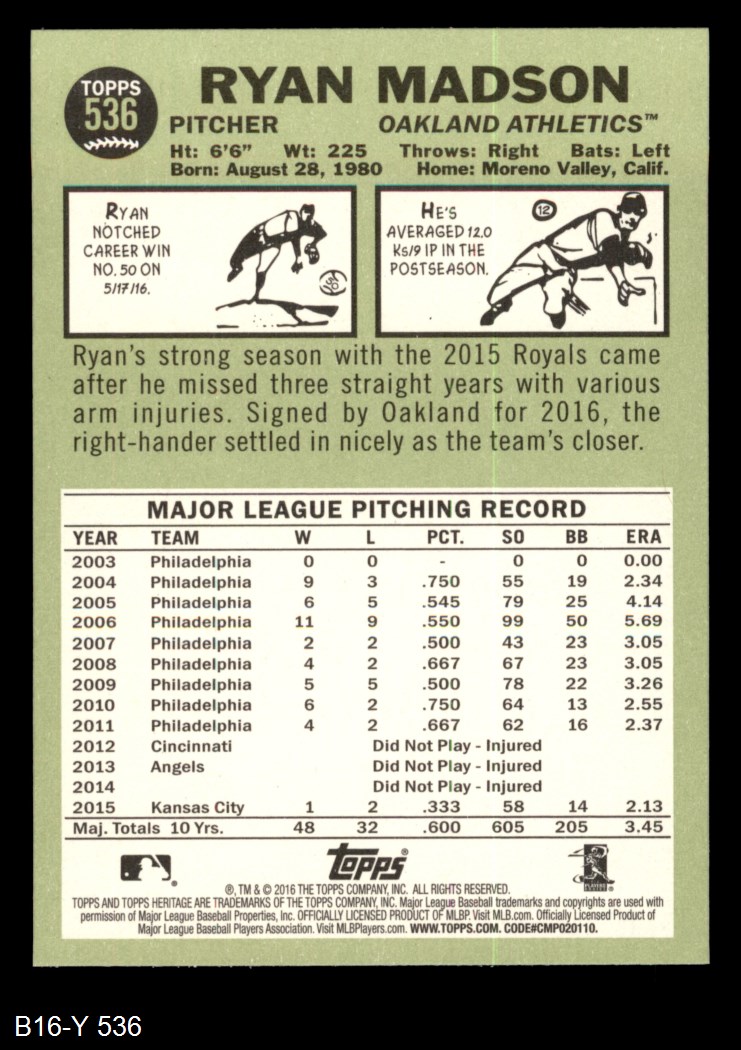 TOPPS
536
RYAN MADSON
PITCHER OAKLAND ATHLETICS™
Ht: 6'6" Wt: 225 Throws: Right Bats: Left
Born: August 28, 1980 Home: Moreno Valley, Calif.
RYAN
NOTCHED
CAREER WIN
NO. 50 ON
5/17/16.
HE'S
AVERAGED 12.0
KS/9 IP IN THE
POSTSEASON.
12
Ryan's strong season with the 2015 Royals came
after he missed three straight years with various
arm injuries. Signed by Oakland for 2016, the
right-hander settled in nicely as the team's closer.
MAJOR LEAGUE PITCHING RECORD
YEAR TEAM W L PCT. SO BB ERA
2003 Philadelphia 0 0 - 0 0 0.00
2004 Philadelphia 9 3 .750 55 19 2.34
2005 Philadelphia 6 5 .545 79 25 4.14
2006 Philadelphia 11 9 .550 99 50 5.69
2007 Philadelphia 2 2 .500 43 23 3.05
2008 Philadelphia 4 2 .667 67 23 3.05
2009 Philadelphia 5 5 .500 78 22 3.26
2010 Philadelphia 6 2 .750 64 13 2.55
2011 Philadelphia 4 2 .667 62 16 2.37
2012 Cincinnati Did Not Play - Injured
2013 Angels Did Not Play - Injured
2014 Did Not Play - Injured
2015 Kansas City 1 2 .333 58 14 2.13
Maj. Totals 10 Yrs. 48 32 .600 605 205 3.45
Topps®
®, TM & © 2016 THE TOPPS COMPANY, INC. ALL RIGHTS RESERVED.
TOPPS AND TOPPS HERITAGE ARE TRADEMARKS OF THE TOPPS COMPANY, INC. Major League Baseball trademarks and copyrights are used with
permission of Major League Baseball Properties, Inc. OFFICIALLY LICENSED PRODUCT OF MLBP. Visit MLB.com. Officially Licensed Product of
Major League Baseball Players Association. Visit MLBPlayers.com. WWW.TOPPS.COM. CODE#CMP020110.
B16-Y 536